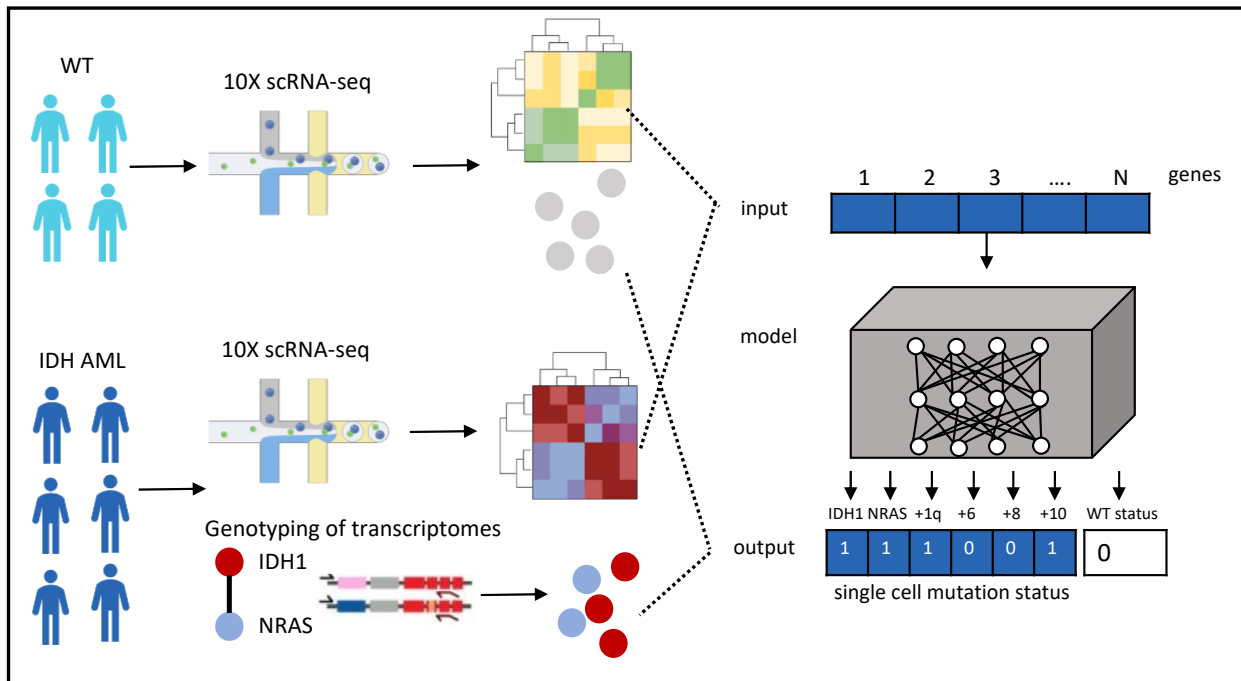 WT
10X scRNA-seq
IDH AML
10X scRNA-seq
Genotyping of transcriptomes
IDH1
NRAS
1 2 3 .... N genes
input
model
IDH1 NRAS +1q +6 +8 +10 WT status
output
1 1 1 0 0 1 0
single cell mutation status